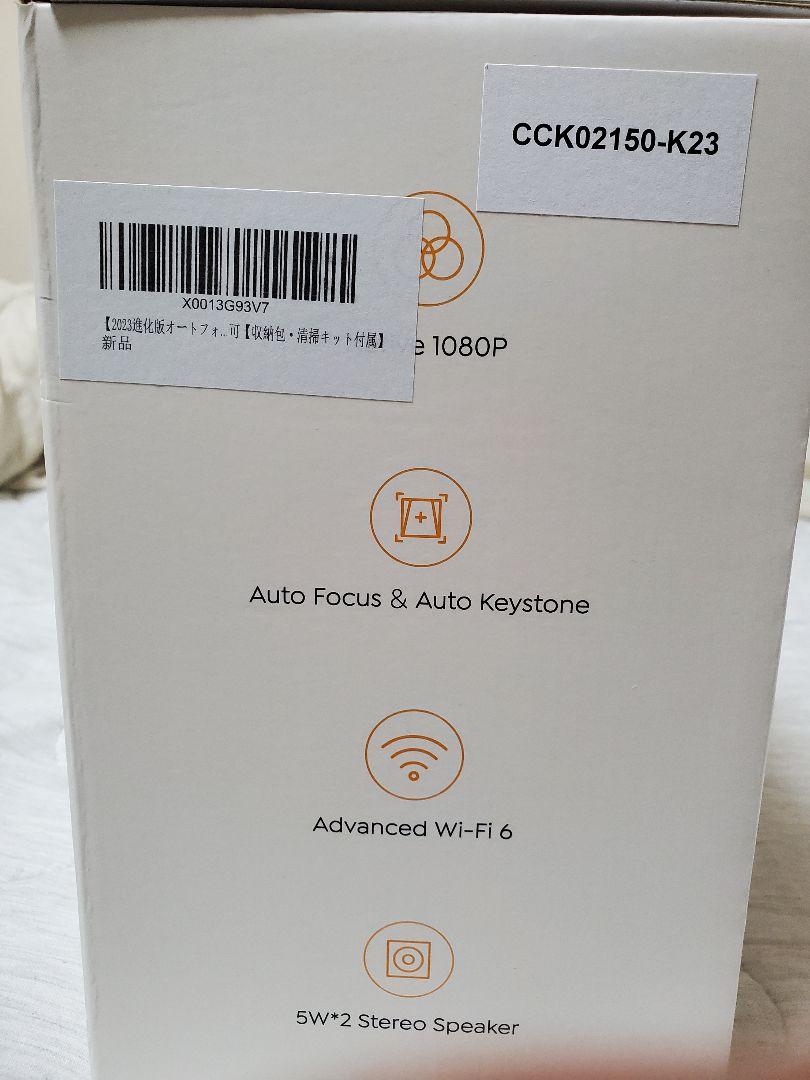 CCK02150-K23
X0013G93V7
【2023進化版オートフォ...可【収納包・清掃キット付属】
新品
1080P
Auto Focus & Auto Keystone
Advanced Wi-Fi 6
5W*2 Stereo Speaker